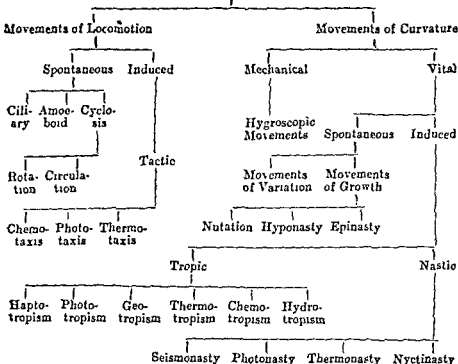 Movements of Locomotion Movements of Curvature
Spontaneous Induced Mechanical Vital
Cili- Amoe- Cyclo-
ary boid sis
Hygroscopic
Movements Spontaneous Induced
Tactic
Rota- Circula-
tion tion
Movements Movements
of Variation of Growth
Chemo- Photo- Thermo-
taxis taxis taxis
Nutation Hyponasty Epinasty
Tropic Nastic
Hapto- Photo- Geo- Thermo- Chemo- Hydro-
tropism tropism tropism tropism tropism tropism
Seismonasty Photonasty Thermonasty Nyctinasty